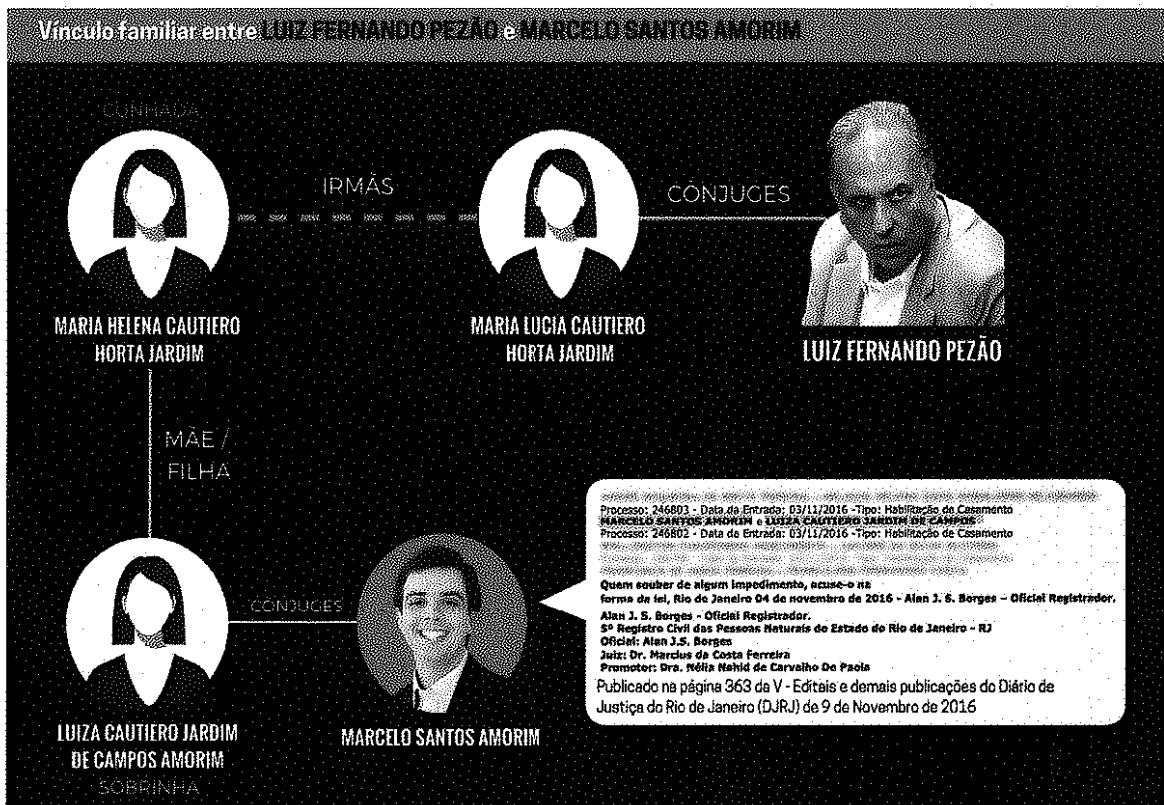 Vínculo familiar entre LUIZ FERNANDO PEZÃO e MARCELO SANTOS AMORIM
CUNHADA
IRMÃS
CÔNJUGES
MARIA HELENA CAUTIERO
HORTA JARDIM
MARIA LUCIA CAUTIERO
HORTA JARDIM
LUIZ FERNANDO PEZÃO
MÃE /
FILHA
Processo: 246803 - Data da Entrada: 03/11/2016 -Tipo: Habilitação de Casamento
MARCELO SANTOS AMORIM e LUIZA CAUTIERO JARDIM DE CAMPOS
Processo: 246802 - Data da Entrada: 03/11/2016 -Tipo: Habilitação de Casamento
Quem souber de algum impedimento, acuse-o na
forma da lei, Rio de Janeiro 04 de novembro de 2016 - Alan J. S. Borges - Oficial Registrador.
Alan J. S. Borges - Oficial Registrador.
5º Registro Civil das Pessoas Naturais do Estado do Rio de Janeiro - RJ
Oficial: Alan J.S. Borges
Juiz: Dr. Marcius da Costa Ferreira
Promotor: Dra. Nélia Nahid de Carvalho De Paola
Publicado na página 363 da V - Editais e demais publicações do Diário de
Justiça do Rio de Janeiro (DJRJ) de 9 de Novembro de 2016
CÔNJUGES
LUIZA CAUTIERO JARDIM
DE CAMPOS AMORIM
SOBRINHA
MARCELO SANTOS AMORIM